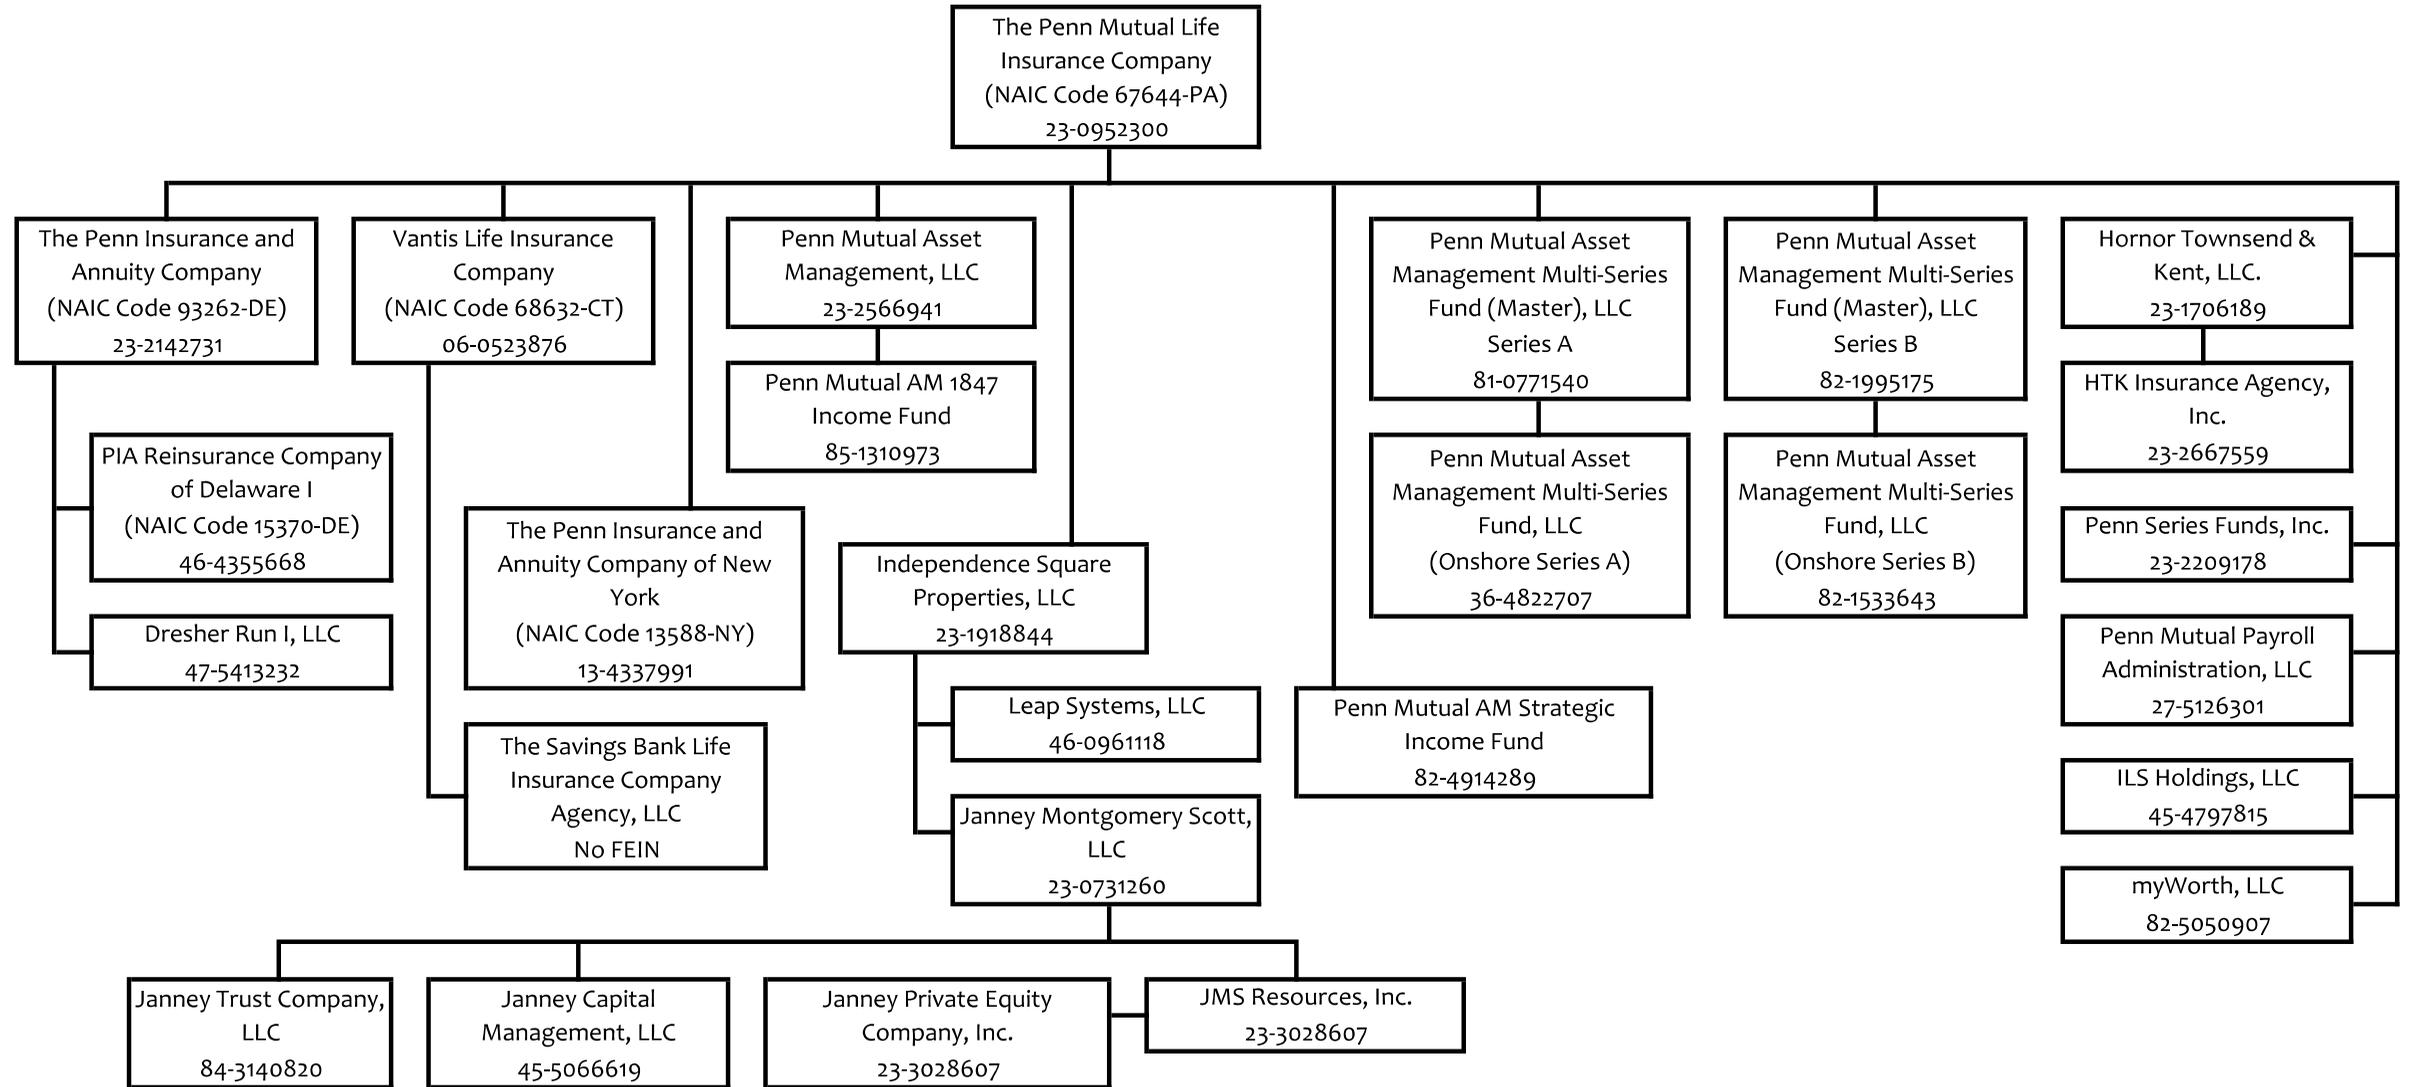 The Penn Mutual Life
Insurance Company
(NAIC Code 67644-PA)
23-0952300
The Penn Insurance and
Annuity Company
(NAIC Code 93262-DE)
23-2142731
Vantis Life Insurance
Company
(NAIC Code 68632-CT)
06-0523876
Penn Mutual Asset
Management, LLC
23-2566941
Penn Mutual Asset
Management Multi-Series
Fund (Master), LLC
Series A
81-0771540
Penn Mutual Asset
Management Multi-Series
Fund (Master), LLC
Series B
82-1995175
Hornor Townsend &
Kent, LLC.
23-1706189
Penn Mutual AM 1847
Income Fund
85-1310973
HTK Insurance Agency,
Inc.
23-2667559
PIA Reinsurance Company
of Delaware I
(NAIC Code 15370-DE)
46-4355668
Penn Mutual Asset
Management Multi-Series
Fund, LLC
(Onshore Series A)
36-4822707
Penn Mutual Asset
Management Multi-Series
Fund, LLC
(Onshore Series B)
82-1533643
The Penn Insurance and
Annuity Company of New
York
(NAIC Code 13588-NY)
13-4337991
Penn Series Funds, Inc.
23-2209178
Independence Square
Properties, LLC
23-1918844
Dresher Run I, LLC
47-5413232
Penn Mutual Payroll
Administration, LLC
27-5126301
Leap Systems, LLC
46-0961118
Penn Mutual AM Strategic
Income Fund
82-4914289
The Savings Bank Life
Insurance Company
Agency, LLC
No FEIN
ILS Holdings, LLC
45-4797815
Janney Montgomery Scott,
LLC
23-0731260
myWorth, LLC
82-5050907
Janney Trust Company,
LLC
84-3140820
Janney Capital
Management, LLC
45-5066619
Janney Private Equity
Company, Inc.
23-3028607
JMS Resources, Inc.
23-3028607